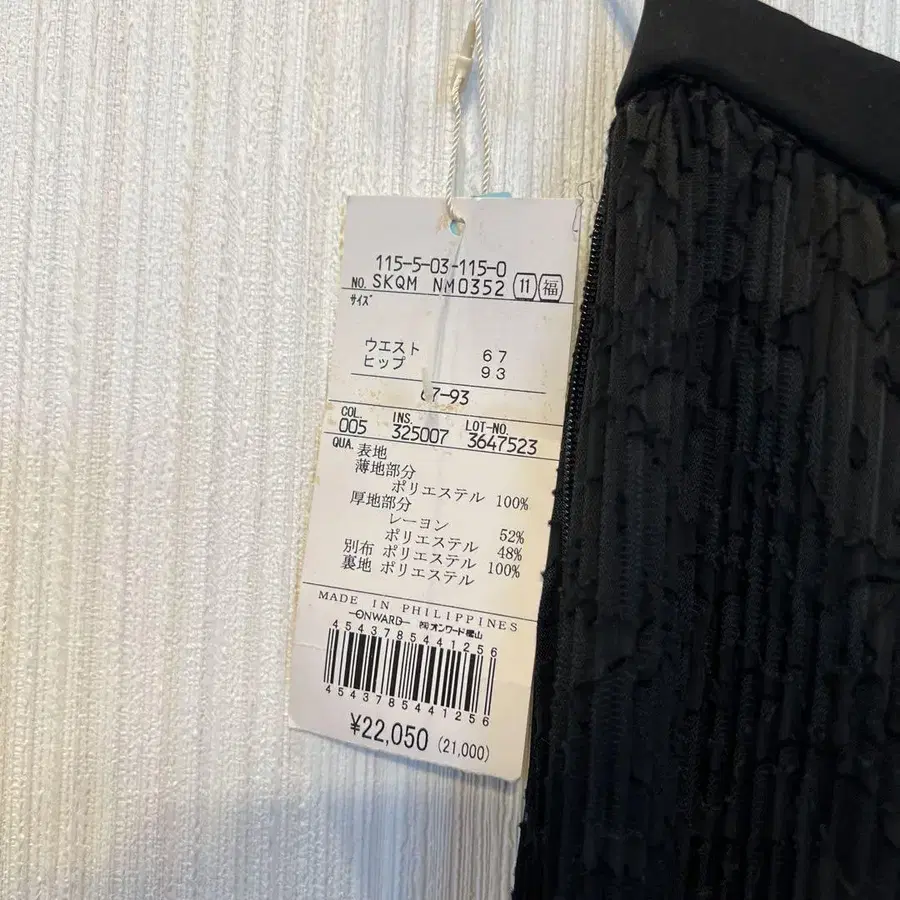 115-5-03-115-0
NO. SKQM NM0352 11 福
サイズ
ウエスト 67
ヒップ 93
67-93
COL. INS. LOT-NO.
005 325007 3647523
QUA. 表地
薄地部分
ポリエステル 100%
厚地部分
レーヨン 52%
ポリエステル 48%
別布 ポリエステル 100%
裏地 ポリエステル
MADE IN PHILIPPINES
ONWARD ㈱オンワード樫山
4543785441256
4543785441256
¥22,050 (21,000)